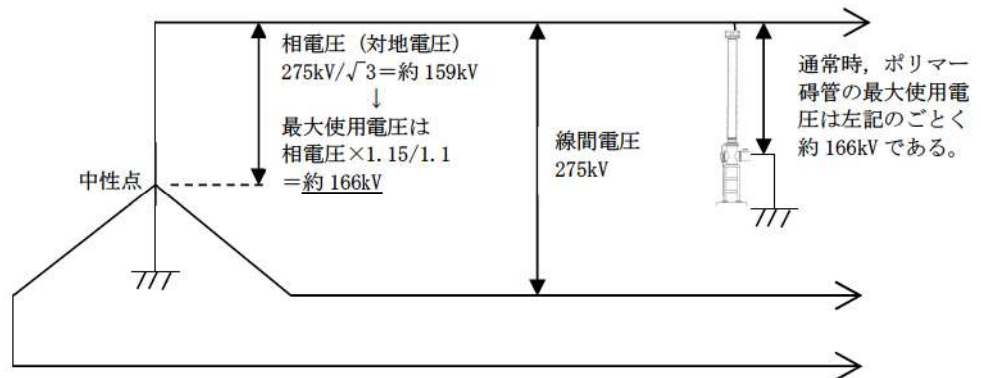 相電圧（対地電圧）
275kV/√3＝約 159kV
↓
最大使用電圧は
相電圧×1.15/1.1
＝約 166kV
中性点
線間電圧
275kV
通常時，ポリマー
碍管の最大使用電
圧は左記のごとく
約 166kV である。